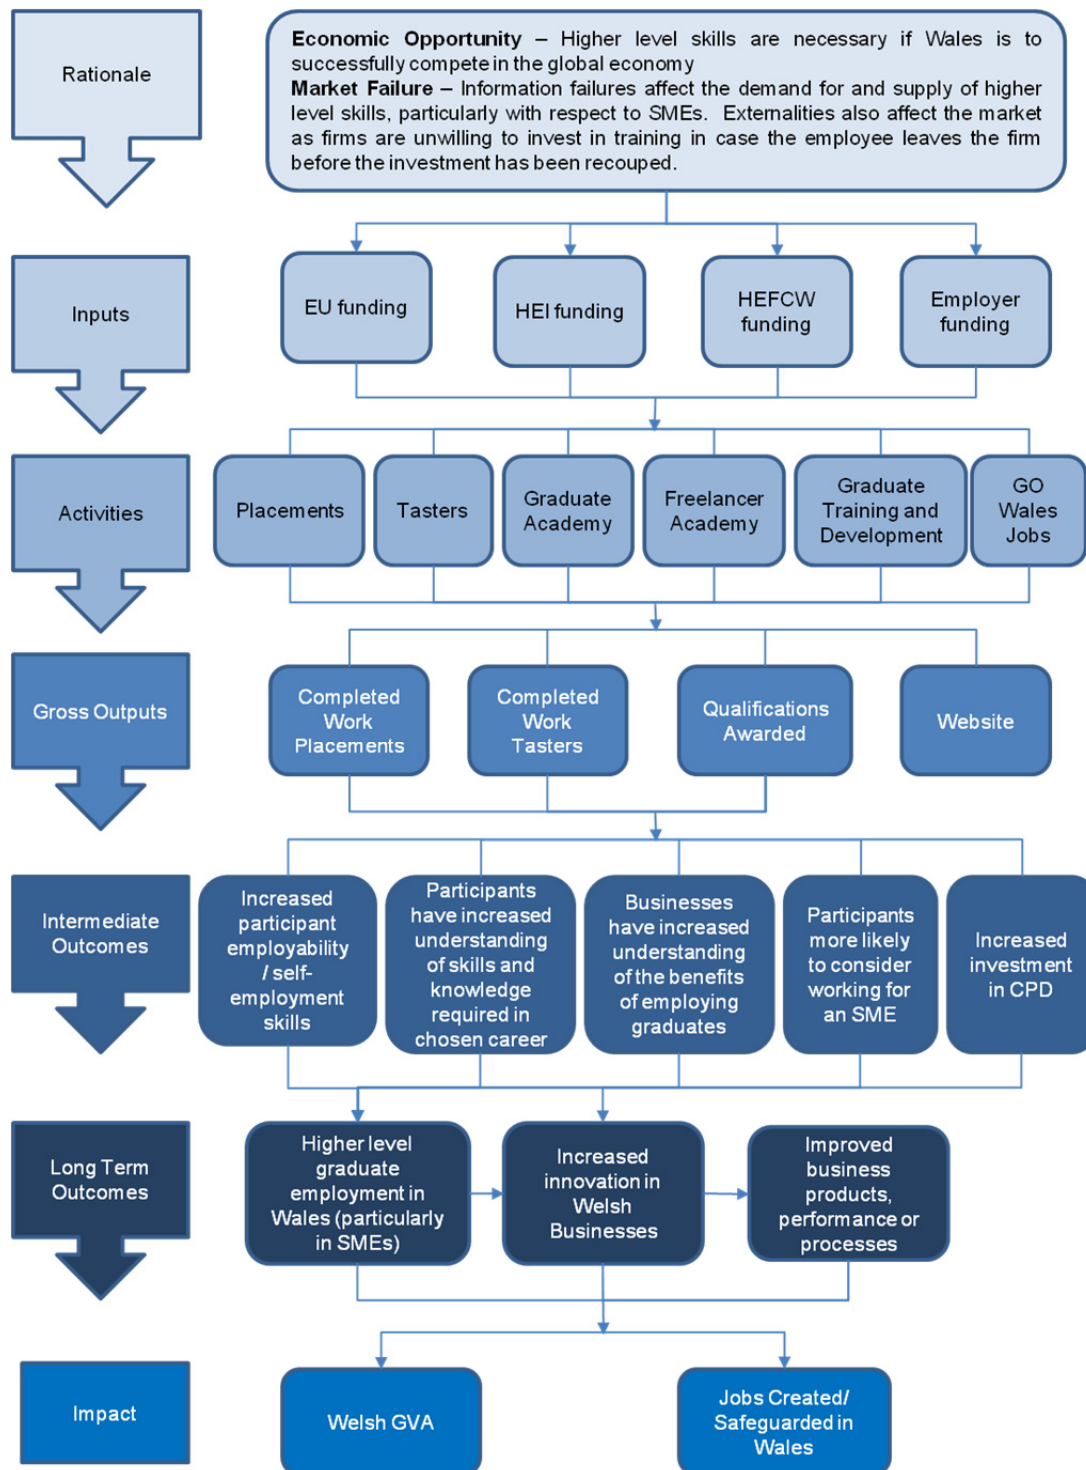 Rationale
Economic Opportunity – Higher level skills are necessary if Wales is to
successfully compete in the global economy
Market Failure – Information failures affect the demand for and supply of higher
level skills, particularly with respect to SMEs. Externalities also affect the market
as firms are unwilling to invest in training in case the employee leaves the firm
before the investment has been recouped.
Inputs
EU funding
HEI funding
HEFCW
funding
Employer
funding
Activities
Placements
Tasters
Graduate
Academy
Freelancer
Academy
Graduate
Training and
Development
GO
Wales
Jobs
Gross Outputs
Completed
Work
Placements
Completed
Work
Tasters
Qualifications
Awarded
Website
Intermediate
Outcomes
Increased
participant
employability
/ self-
employment
skills
Participants
have increased
understanding
of skills and
knowledge
required in
chosen career
Businesses
have increased
understanding
of the benefits
of employing
graduates
Participants
more likely
to consider
working for
an SME
Increased
investment
in CPD
Long Term
Outcomes
Higher level
graduate
employment in
Wales (particularly
in SMEs)
Increased
innovation in
Welsh
Businesses
Improved
business
products,
performance or
processes
Impact
Welsh GVA
Jobs Created/
Safeguarded in
Wales